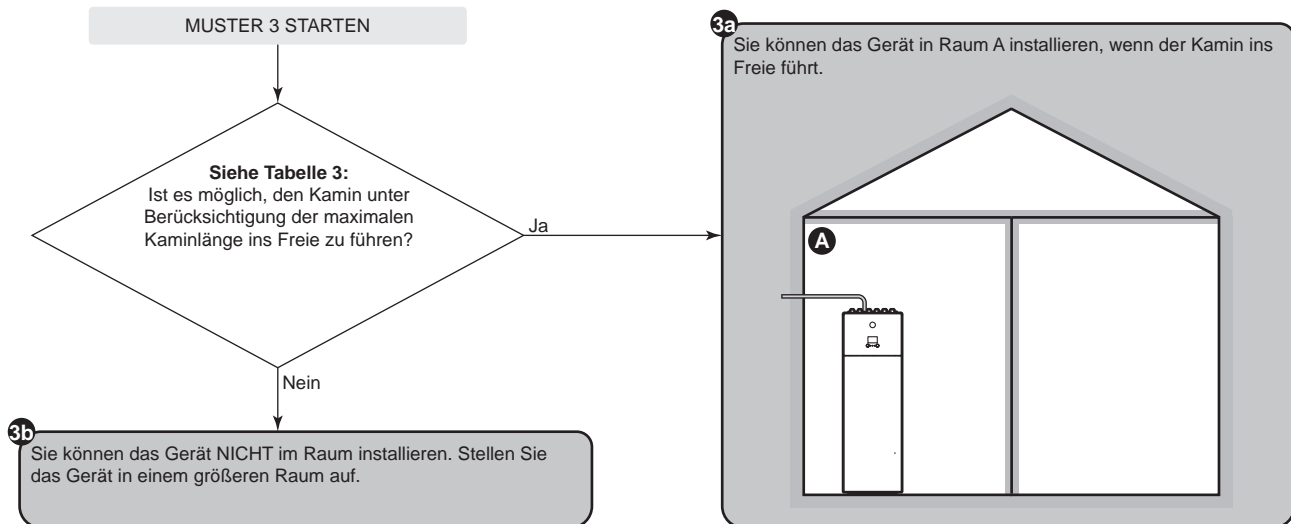 MUSTER 3 STARTEN
Siehe Tabelle 3:
Ist es möglich, den Kamin unter
Berücksichtigung der maximalen
Kaminlänge ins Freie zu führen?
Ja
Nein
3a
Sie können das Gerät in Raum A installieren, wenn der Kamin ins
Freie führt.
A
3b
Sie können das Gerät NICHT im Raum installieren. Stellen Sie
das Gerät in einem größeren Raum auf.